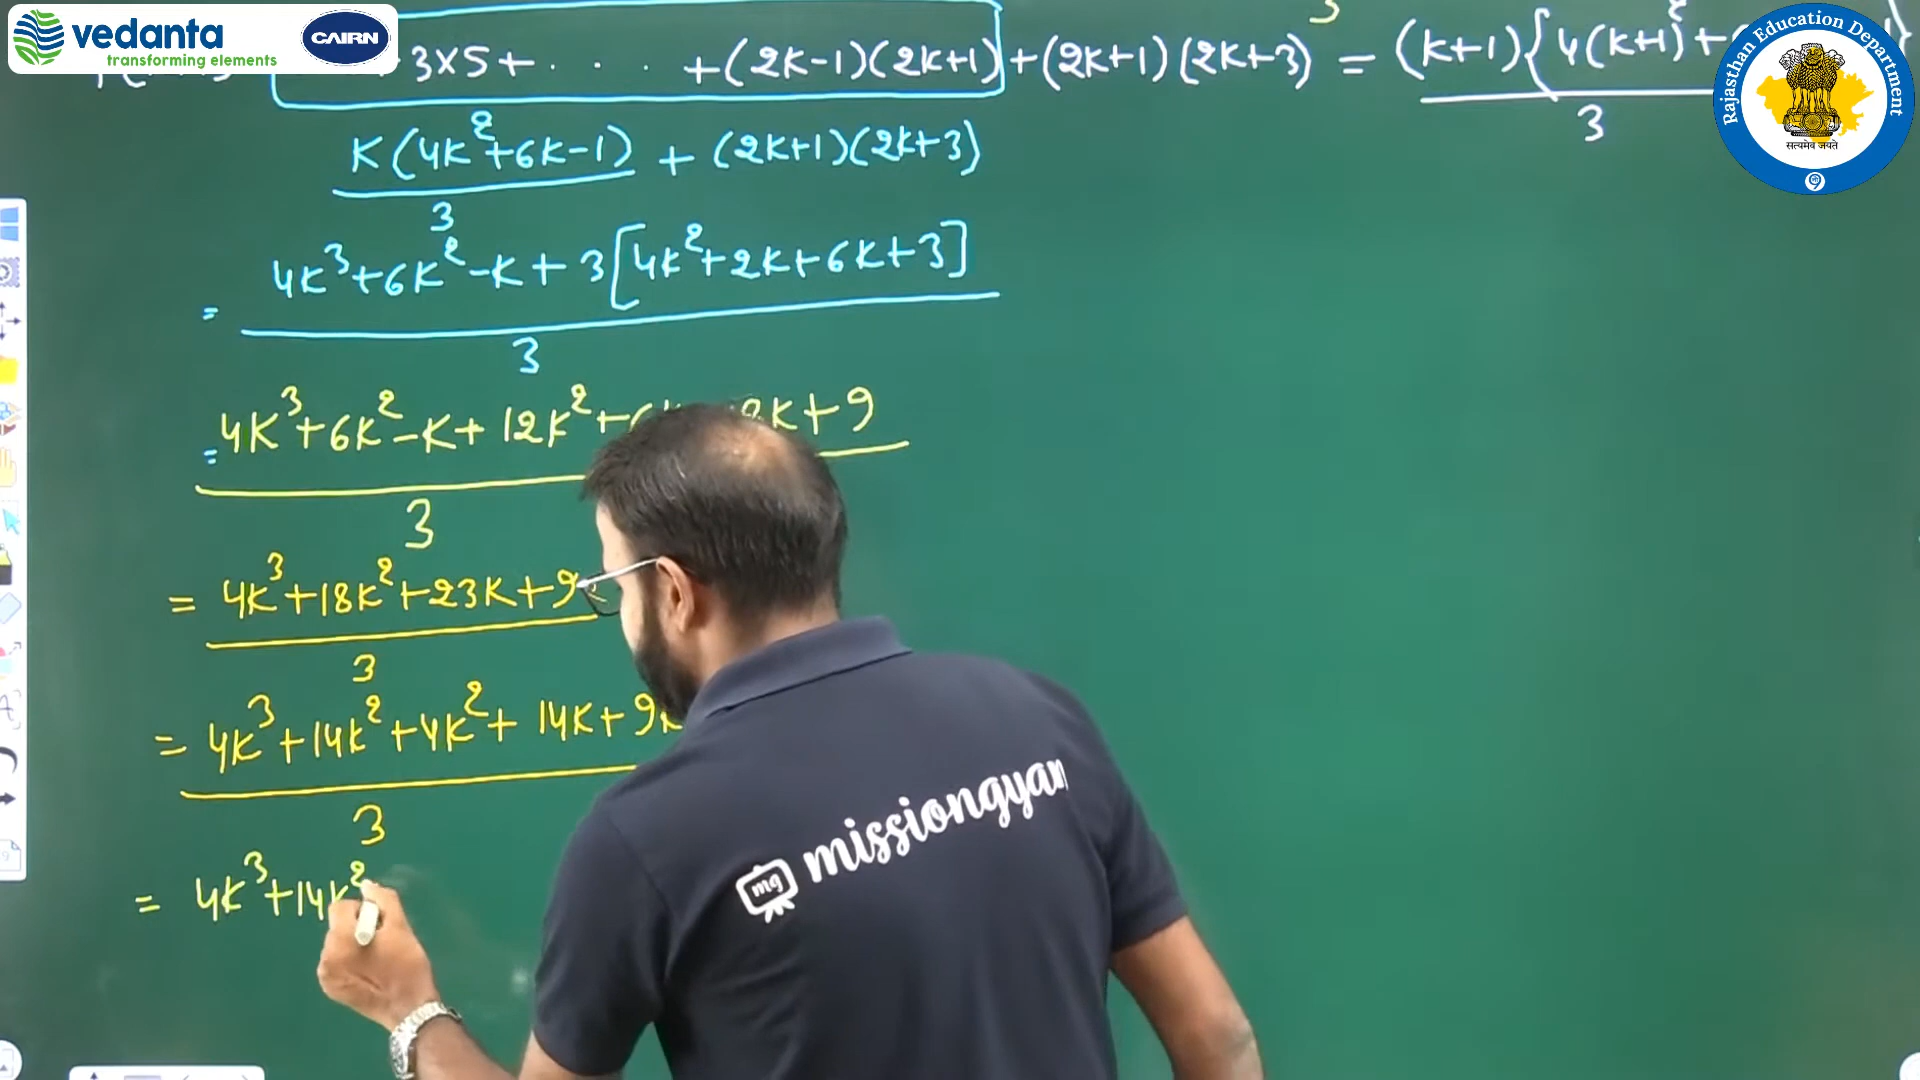 vedanta
transforming elements
CAIRN
3×5 + . . . . + (2k-1)(2k+1) + (2k+1)(2k+3) = (k+1){4(k+1)²+
3
Rajasthan Education Department
सत्यमेव जयते
K(4k²+6k-1) + (2k+1)(2k+3)
3
4k³+6k²-k+3[4k²+2k+6k+3]
=
3
4k³+6k²-k+12k²+ k+9
=
3
= 4k³+18k²+23k+9
3
= 4k³+14k²+4k²+14k+9k
3
= 4k³+14k²
missiongyan
mg